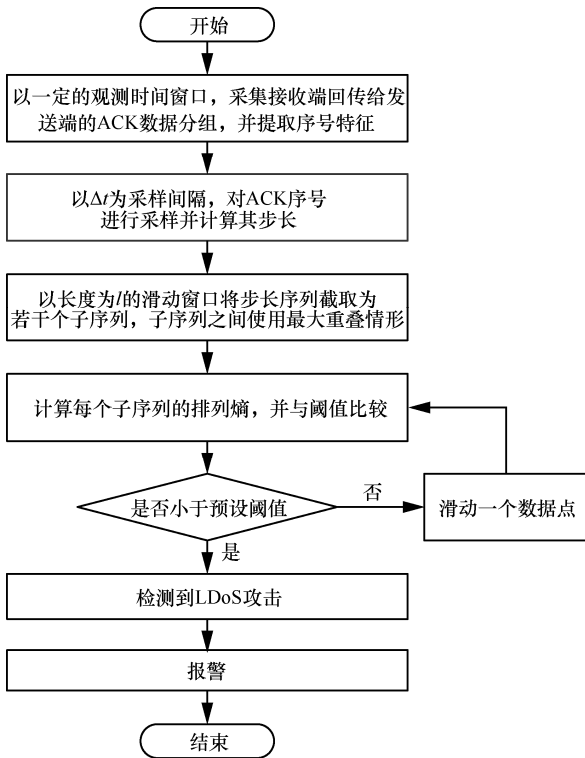 开始
以一定的观测时间窗口，采集接收端回传给发
送端的ACK数据分组，并提取序号特征
以Δt为采样间隔，对ACK序号
进行采样并计算其步长
以长度为l的滑动窗口将步长序列截取为
若干个子序列，子序列之间使用最大重叠情形
计算每个子序列的排列熵，并与阈值比较
是否小于预设阈值
否
滑动一个数据点
是
检测到LDoS攻击
报警
结束